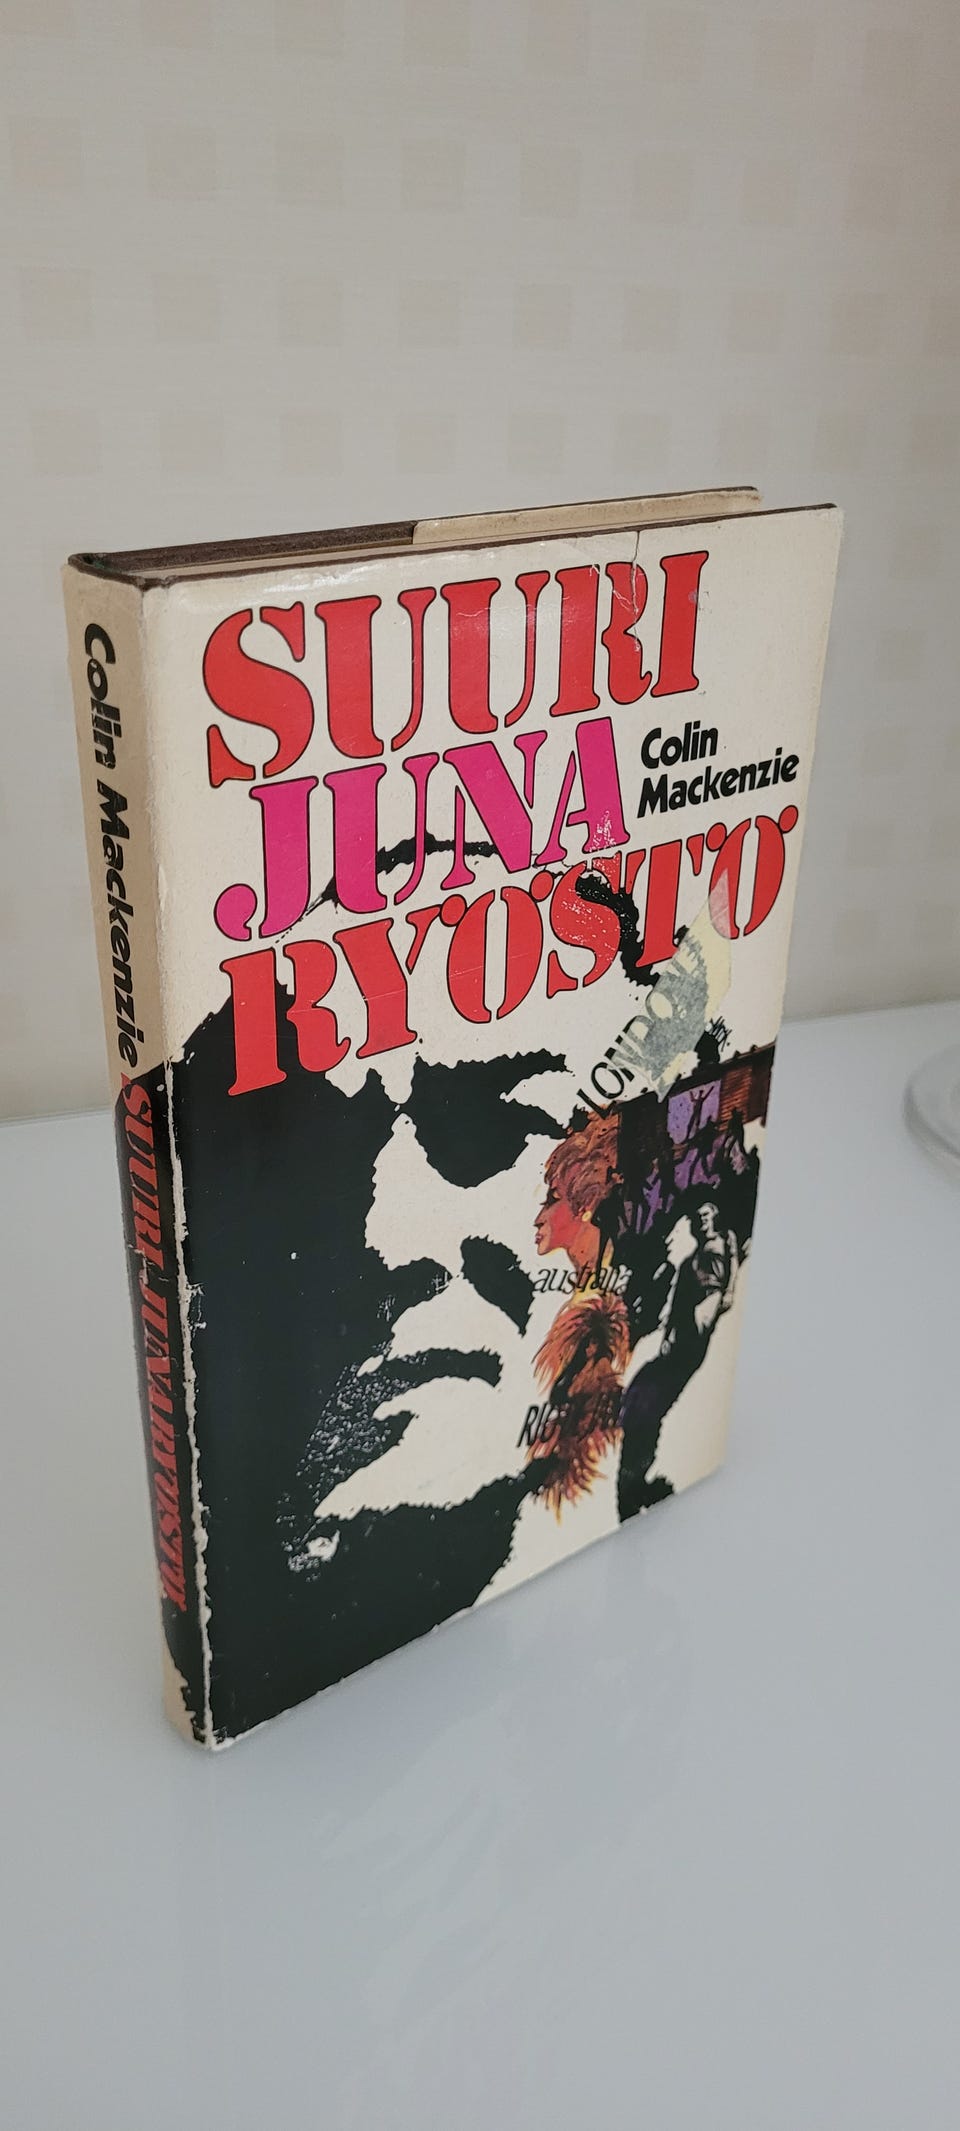 SUURI
JUNA
Colin
Mackenzie
RYÖSTÖ
LONDON
australia
Colin Mackenzie SUURI JUNARYÖSTÖ